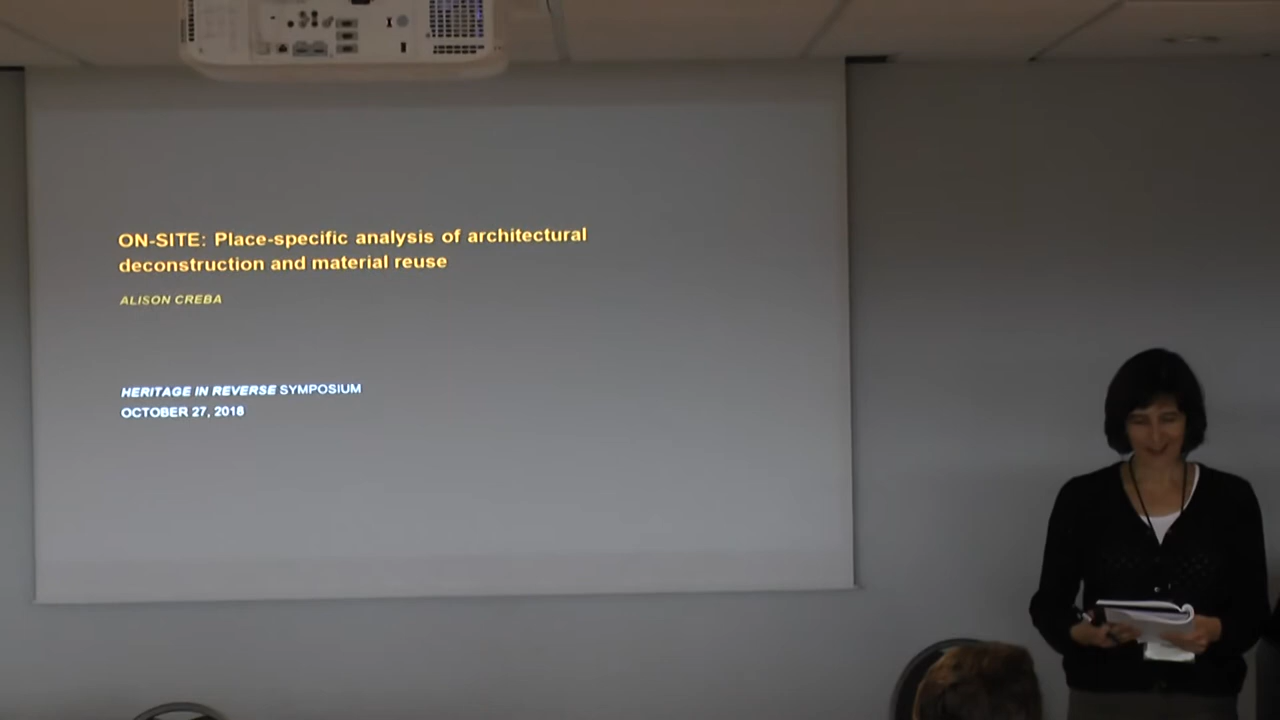 ON-SITE: Place-specific analysis of architectural
deconstruction and material reuse
ALISON CREBA
HERITAGE IN REVERSE SYMPOSIUM
OCTOBER 27, 2018